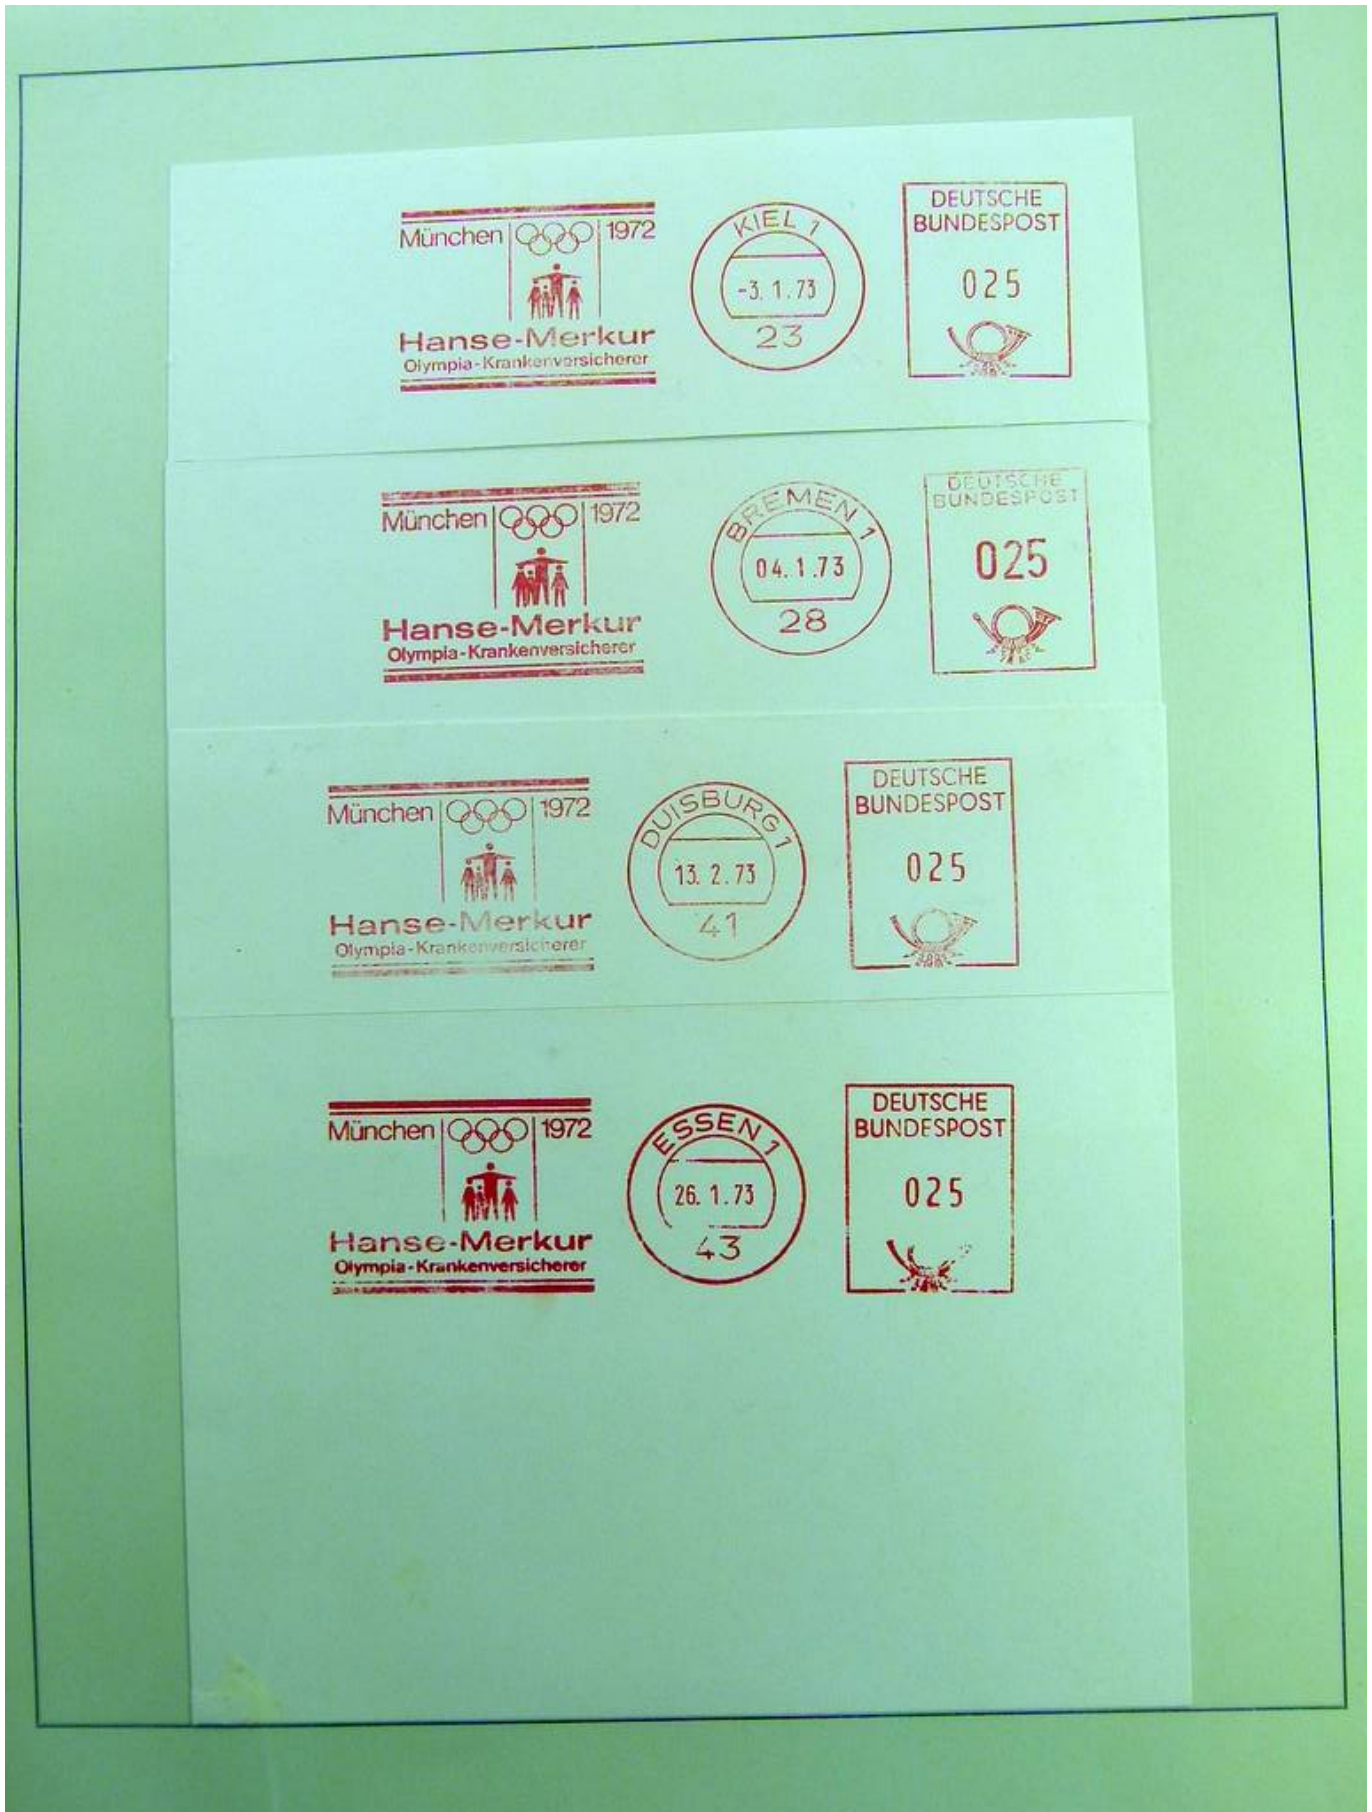 München 1972
Hanse-Merkur
Olympia-Krankenversicherer
KIEL 1
-3. 1.73
23
DEUTSCHE
BUNDESPOST
025
München 1972
Hanse-Merkur
Olympia-Krankenversicherer
BREMEN 1
04. 1.73
28
DEUTSCHE
BUNDESPOST
025
München 1972
Hanse-Merkur
Olympia-Krankenversicherer
DUISBURG 1
13. 2.73
41
DEUTSCHE
BUNDESPOST
025
München 1972
Hanse-Merkur
Olympia-Krankenversicherer
ESSEN 1
26. 1.73
43
DEUTSCHE
BUNDESPOST
025